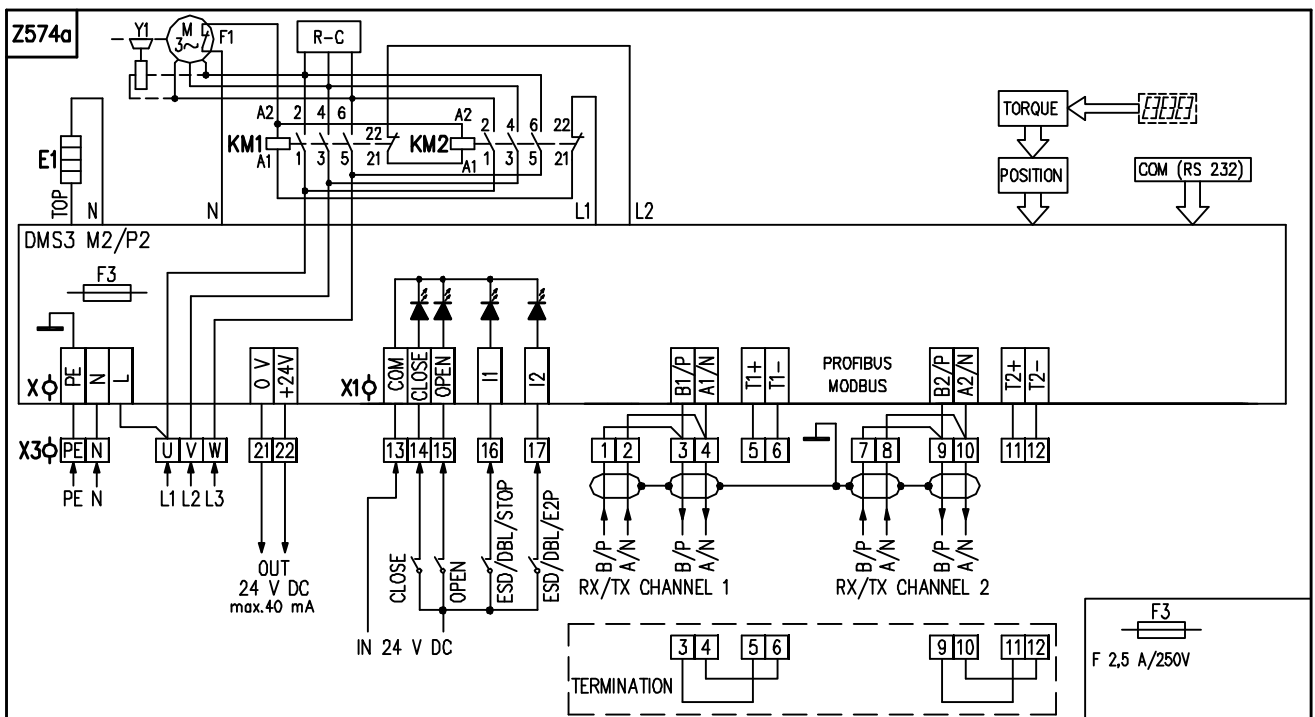 Z574a
Y1
M
3~
F1
R-C
A2 2 4 6
A2 2 4 6 22
KM1 22 KM2
A1 1 3 5 21 A1 1 3 5 21
E1
TOP N N L1 L2
TORQUE
POSITION
COM (RS 232)
DMS3 M2/P2
F3
X PE N L
0 V +24V
X1 COM CLOSE OPEN I1 I2
B1/P A1/N T1+ T1-
PROFIBUS
MODBUS
B2/P A2/N T2+ T2-
X3 PE N U V W 21 22 13 14 15 16 17 1 2 3 4 5 6 7 8 9 10 11 12
PE N L1 L2 L3
OUT
24 V DC
max.40 mA
CLOSE
OPEN
ESD/DBL/STOP
ESD/DBL/E2P
IN 24 V DC
B/P A/N B/P A/N
RX/TX CHANNEL 1
B/P A/N B/P A/N
RX/TX CHANNEL 2
TERMINATION
3 4 5 6 9 10 11 12
F3
F 2,5 A/250V